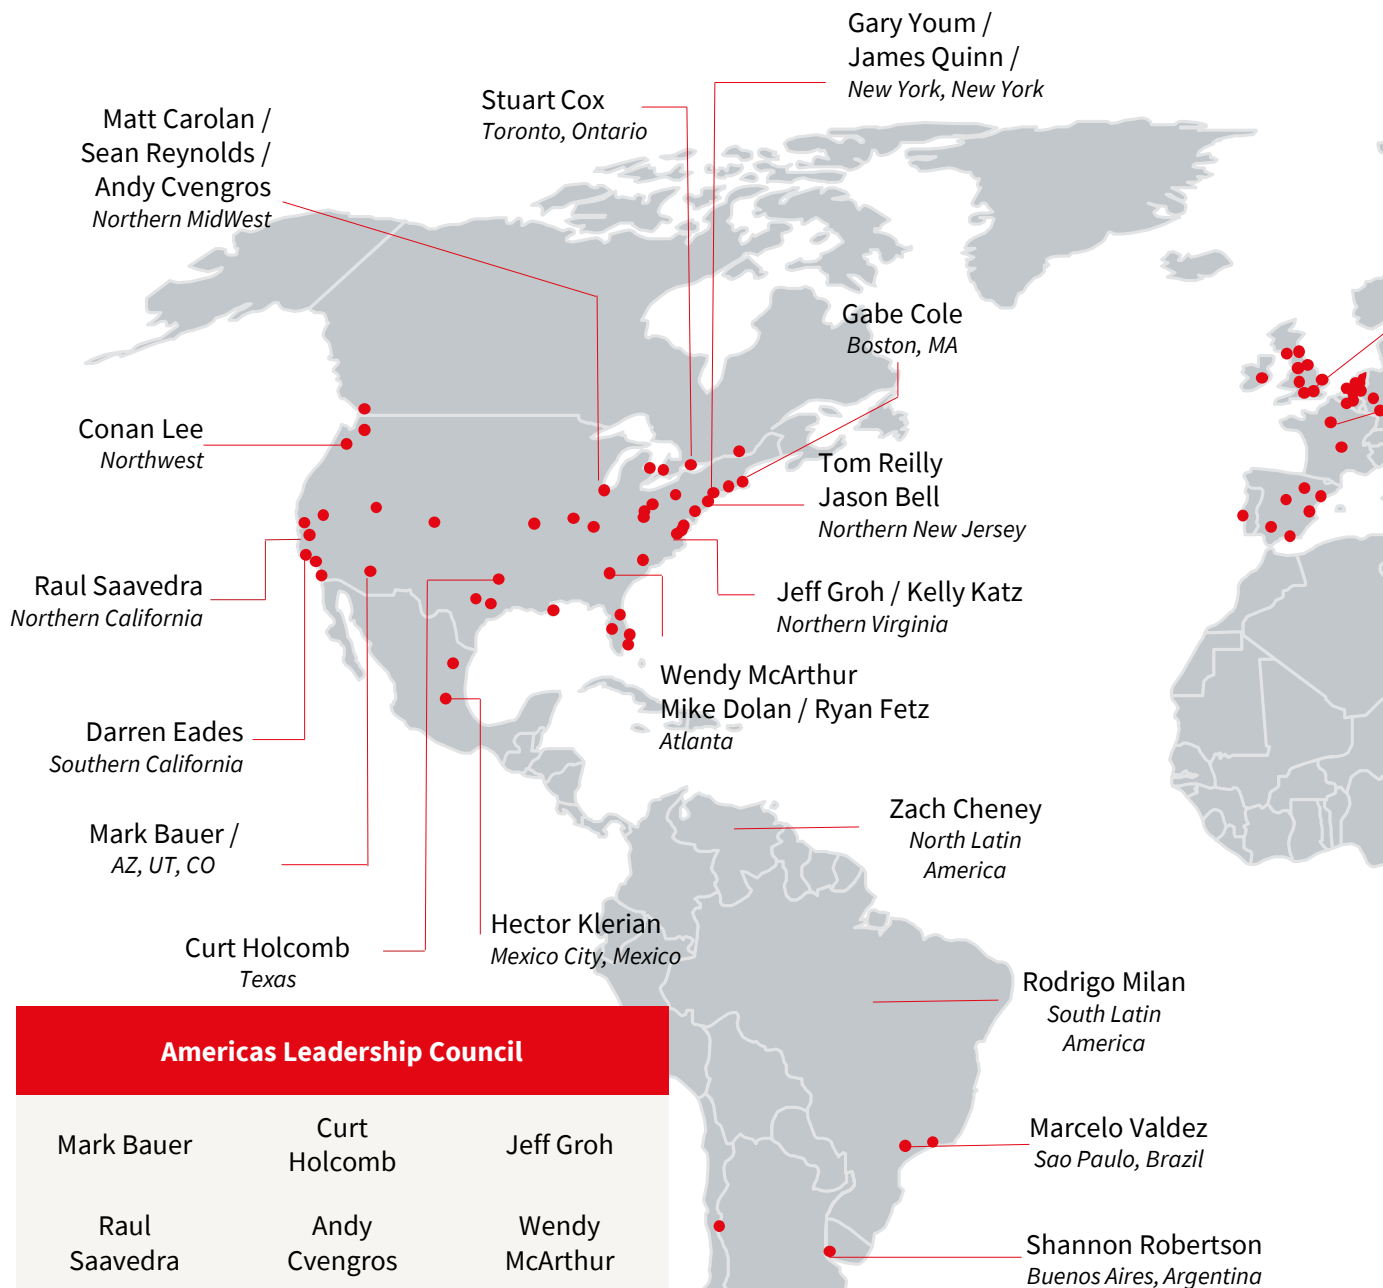 Gary Youm /
James Quinn /
New York, New York
Stuart Cox
Toronto, Ontario
Matt Carolan /
Sean Reynolds /
Andy Cvengros
Northern MidWest
Gabe Cole
Boston, MA
Conan Lee
Northwest
Tom Reilly
Jason Bell
Northern New Jersey
Raul Saavedra
Northern California
Jeff Groh / Kelly Katz
Northern Virginia
Wendy McArthur
Mike Dolan / Ryan Fetz
Atlanta
Darren Eades
Southern California
Mark Bauer /
AZ, UT, CO
Zach Cheney
North Latin
America
Curt Holcomb
Texas
Hector Klerian
Mexico City, Mexico
Rodrigo Milan
South Latin
America
Americas Leadership Council
Mark Bauer
Curt
Holcomb
Jeff Groh
Raul
Saavedra
Andy
Cvengros
Wendy
McArthur
Marcelo Valdez
Sao Paulo, Brazil
Shannon Robertson
Buenos Aires, Argentina